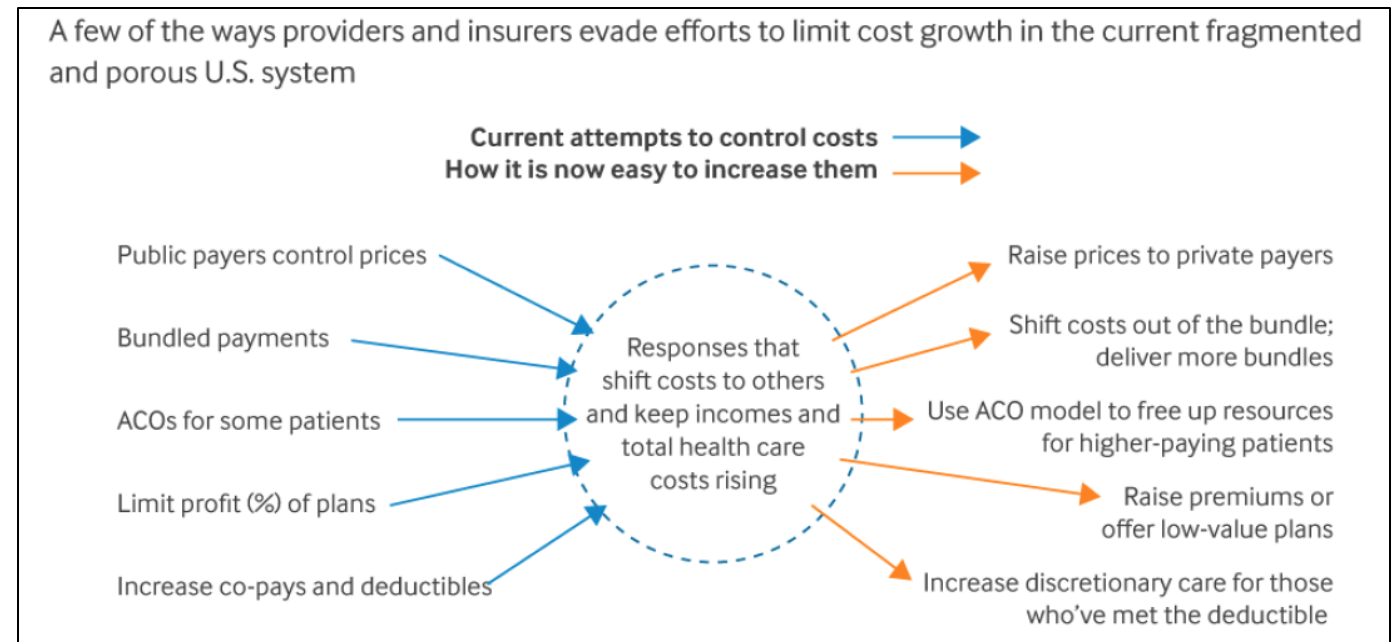 A few of the ways providers and insurers evade efforts to limit cost growth in the current fragmented
and porous U.S. system
Current attempts to control costs
How it is now easy to increase them
Public payers control prices
Bundled payments
ACOs for some patients
Limit profit (%) of plans
Increase co-pays and deductibles
Responses that
shift costs to others
and keep incomes and
total health care
costs rising
Raise prices to private payers
Shift costs out of the bundle;
deliver more bundles
Use ACO model to free up resources
for higher-paying patients
Raise premiums or
offer low-value plans
Increase discretionary care for those
who've met the deductible